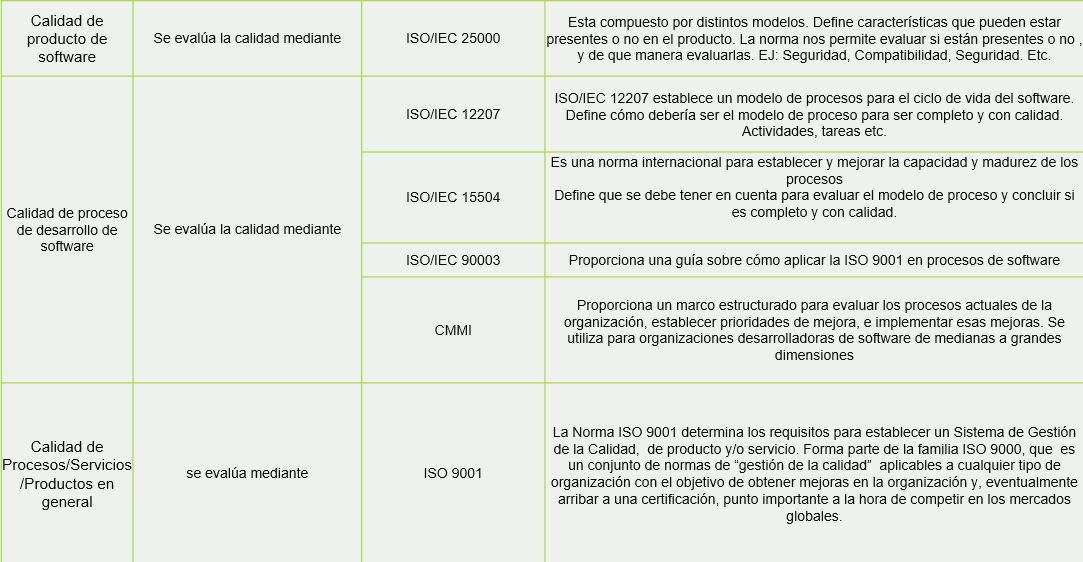 Calidad de
producto de
software
Se evalúa la calidad mediante
ISO/IEC 25000
Esta compuesto por distintos modelos. Define características que pueden estar
presentes o no en el producto. La norma nos permite evaluar si están presentes o no ,
y de que manera evaluarlas. EJ: Seguridad, Compatibilidad, Seguridad. Etc.
Calidad de proceso
de desarrollo de
software
Se evalúa la calidad mediante
ISO/IEC 12207
ISO/IEC 12207 establece un modelo de procesos para el ciclo de vida del software.
Define cómo debería ser el modelo de proceso para ser completo y con calidad.
Actividades, tareas etc.
ISO/IEC 15504
Es una norma internacional para establecer y mejorar la capacidad y madurez de los
procesos
Define que se debe tener en cuenta para evaluar el modelo de proceso y concluir si
es completo y con calidad.
ISO/IEC 90003
Proporciona una guía sobre cómo aplicar la ISO 9001 en procesos de software
CMMI
Proporciona un marco estructurado para evaluar los procesos actuales de la
organización, establecer prioridades de mejora, e implementar esas mejoras. Se
utiliza para organizaciones desarrolladoras de software de medianas a grandes
dimensiones
Calidad de
Procesos/Servicios
/Productos en
general
se evalúa mediante
ISO 9001
La Norma ISO 9001 determina los requisitos para establecer un Sistema de Gestión
de la Calidad, de producto y/o servicio. Forma parte de la familia ISO 9000, que es
un conjunto de normas de “gestión de la calidad” aplicables a cualquier tipo de
organización con el objetivo de obtener mejoras en la organización y, eventualmente
arribar a una certificación, punto importante a la hora de competir en los mercados
globales.